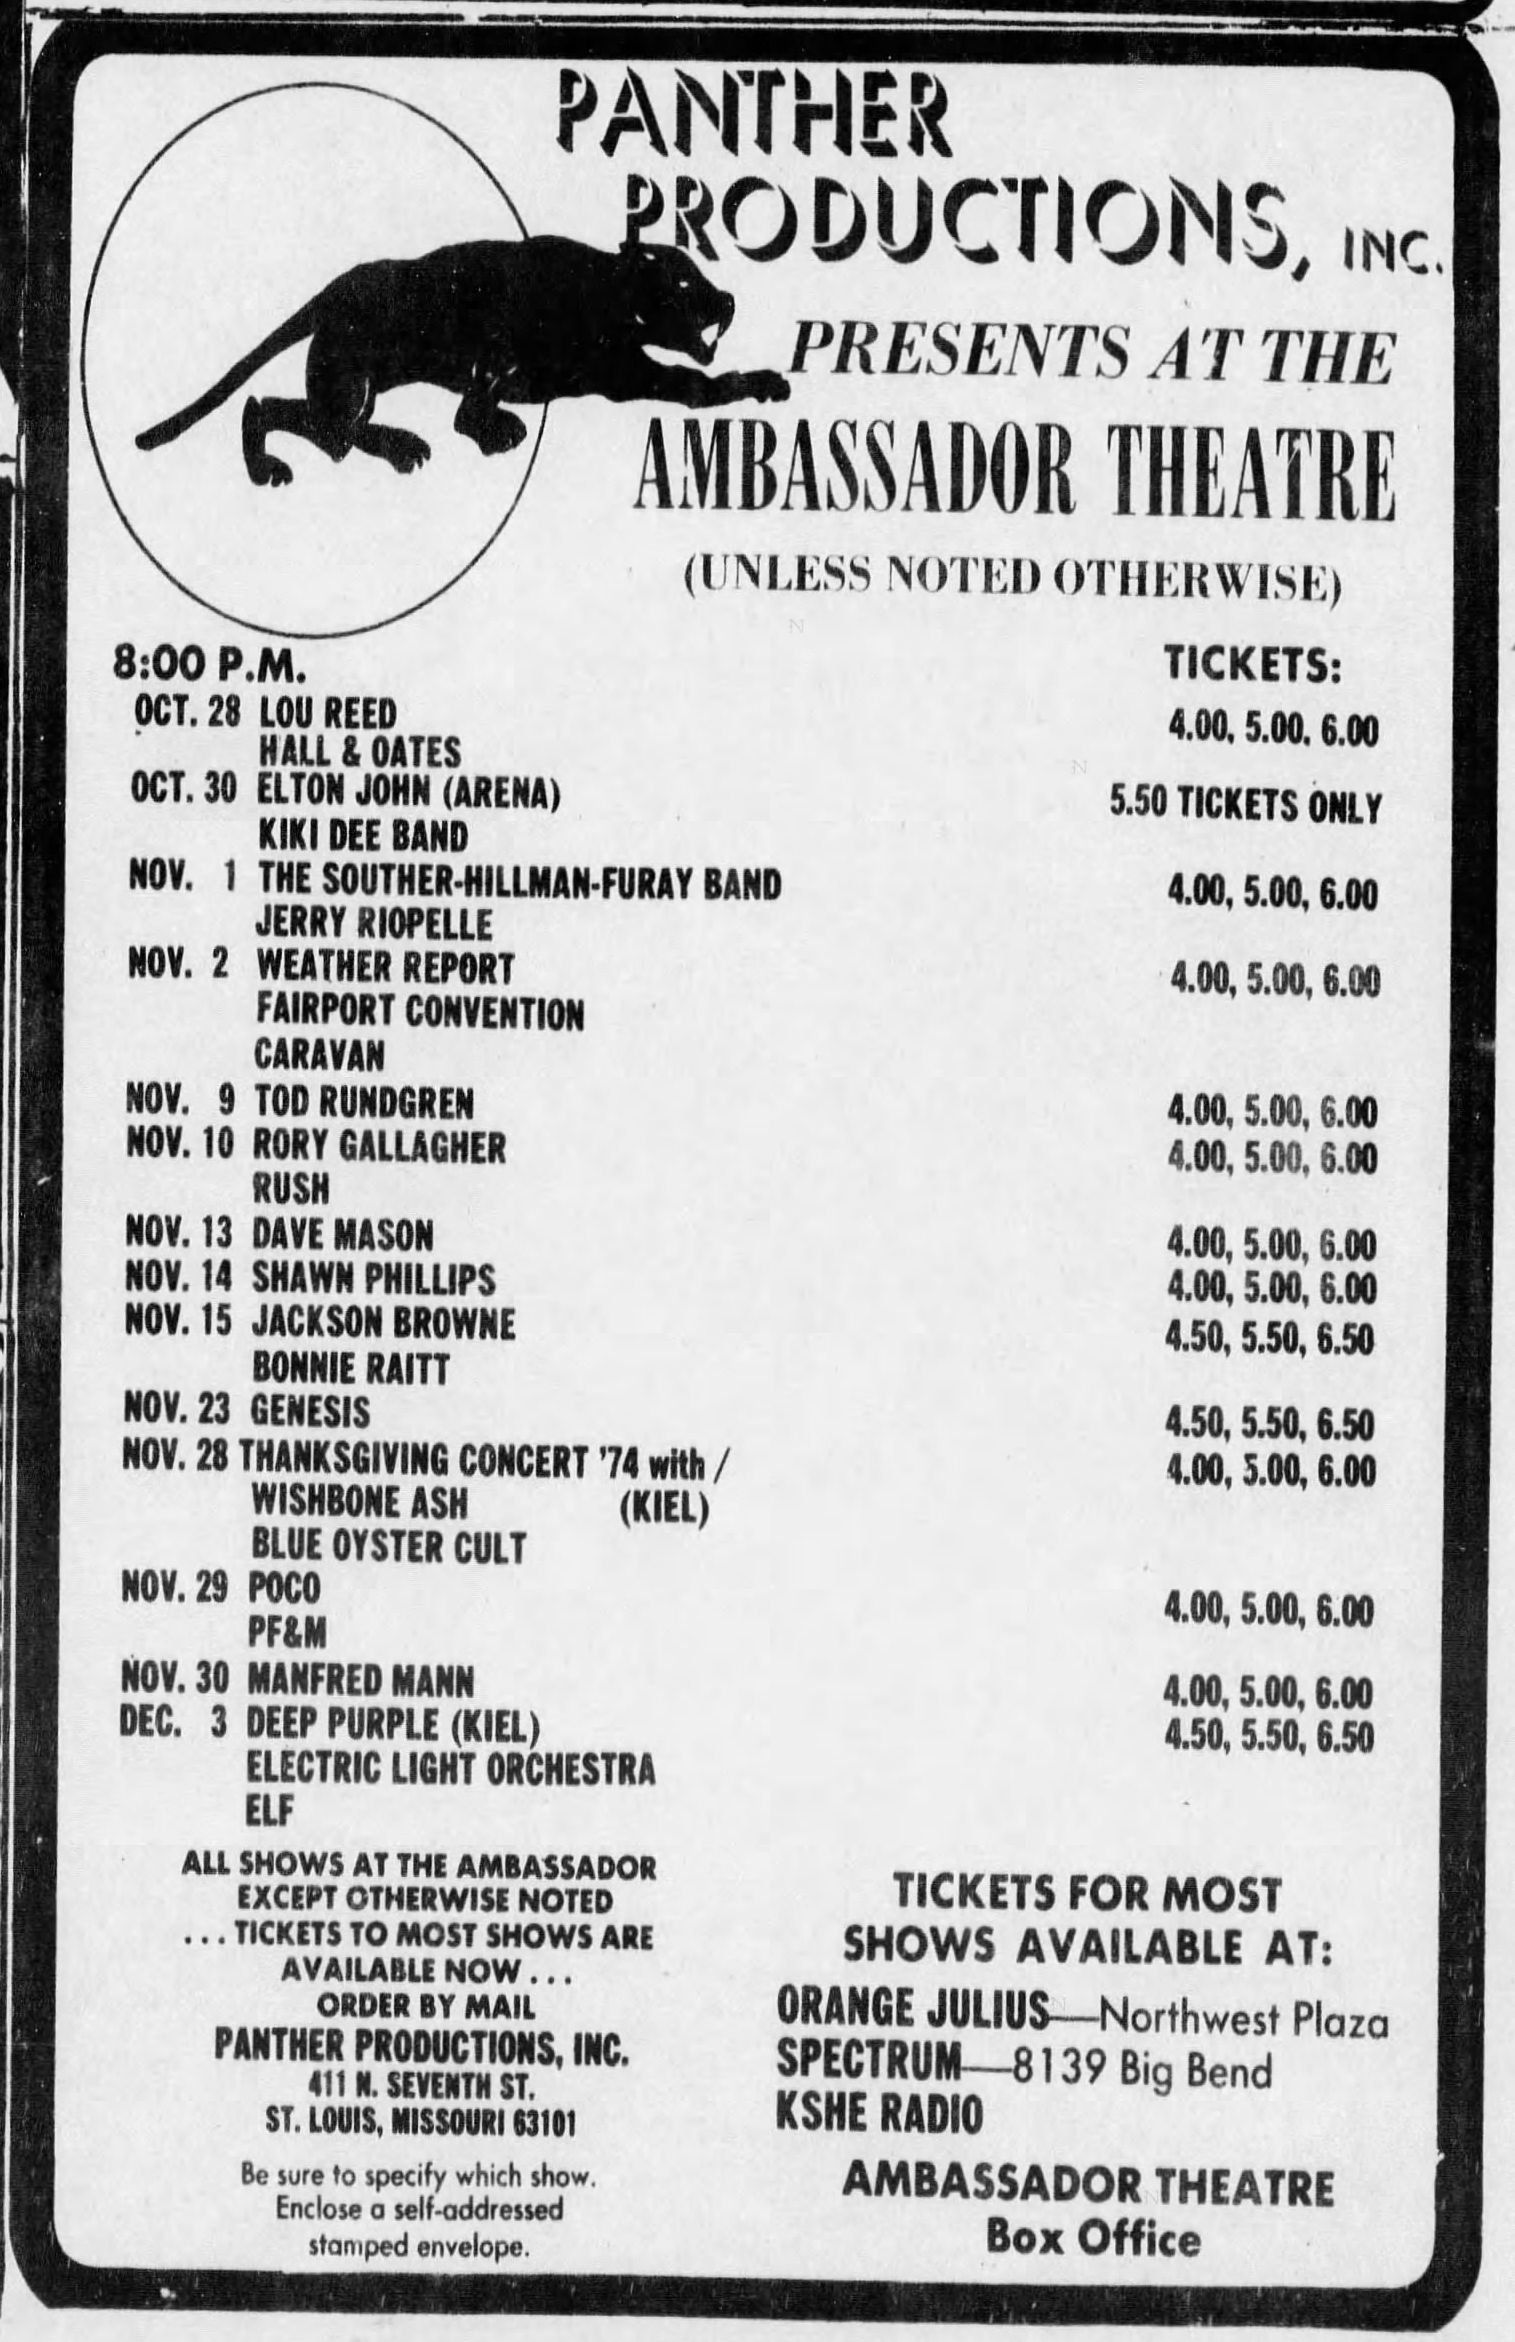 PANTHER
PRODUCTIONS, INC.
PRESENTS AT THE
AMBASSADOR THEATRE
(UNLESS NOTED OTHERWISE)
8:00 P.M. TICKETS:
OCT. 28 LOU REED 4.00, 5.00, 6.00
HALL & OATES
OCT. 30 ELTON JOHN (ARENA) 5.50 TICKETS ONLY
KIKI DEE BAND
NOV. 1 THE SOUTHER-HILLMAN-FURAY BAND 4.00, 5.00, 6.00
JERRY RIOPELLE
NOV. 2 WEATHER REPORT 4.00, 5.00, 6.00
FAIRPORT CONVENTION
CARAVAN
NOV. 9 TOD RUNDGREN 4.00, 5.00, 6.00
NOV. 10 RORY GALLAGHER 4.00, 5.00, 6.00
RUSH
NOV. 13 DAVE MASON 4.00, 5.00, 6.00
NOV. 14 SHAWN PHILLIPS 4.00, 5.00, 6.00
NOV. 15 JACKSON BROWNE 4.50, 5.50, 6.50
BONNIE RAITT
NOV. 23 GENESIS 4.50, 5.50, 6.50
NOV. 28 THANKSGIVING CONCERT '74 with / 4.00, 5.00, 6.00
WISHBONE ASH (KIEL)
BLUE OYSTER CULT
NOV. 29 POCO 4.00, 5.00, 6.00
PF&M
NOV. 30 MANFRED MANN 4.00, 5.00, 6.00
DEC. 3 DEEP PURPLE (KIEL) 4.50, 5.50, 6.50
ELECTRIC LIGHT ORCHESTRA
ELF
ALL SHOWS AT THE AMBASSADOR
EXCEPT OTHERWISE NOTED
...TICKETS TO MOST SHOWS ARE
AVAILABLE NOW...
ORDER BY MAIL
PANTHER PRODUCTIONS, INC.
411 N. SEVENTH ST.
ST. LOUIS, MISSOURI 63101
Be sure to specify which show.
Enclose a self-addressed
stamped envelope.
TICKETS FOR MOST
SHOWS AVAILABLE AT:
ORANGE JULIUS—Northwest Plaza
SPECTRUM—8139 Big Bend
KSHE RADIO
AMBASSADOR THEATRE
Box Office